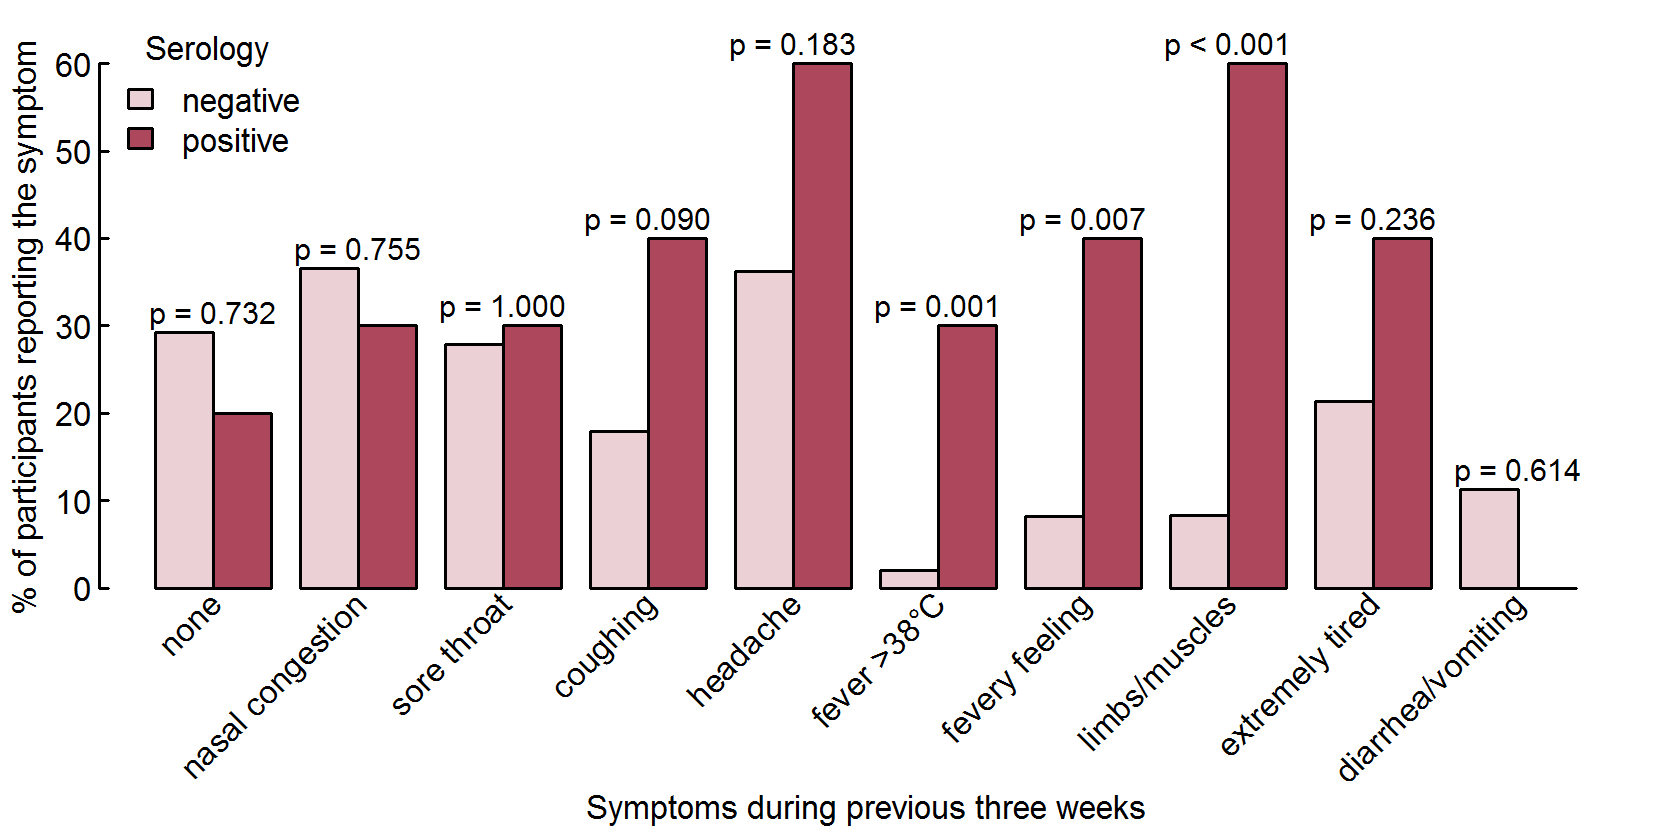 % of participants reporting the symptom
60
50
40
30
20
10
0
Serology
negative
positive
p = 0.732
p = 0.755
p = 1.000
p = 0.090
p = 0.183
p = 0.001
p = 0.007
p < 0.001
p = 0.236
p = 0.614
none
nasal congestion
sore throat
coughing
headache
fever >38°C
fevery feeling
limbs/muscles
extremely tired
diarrhea/vomiting
Symptoms during previous three weeks